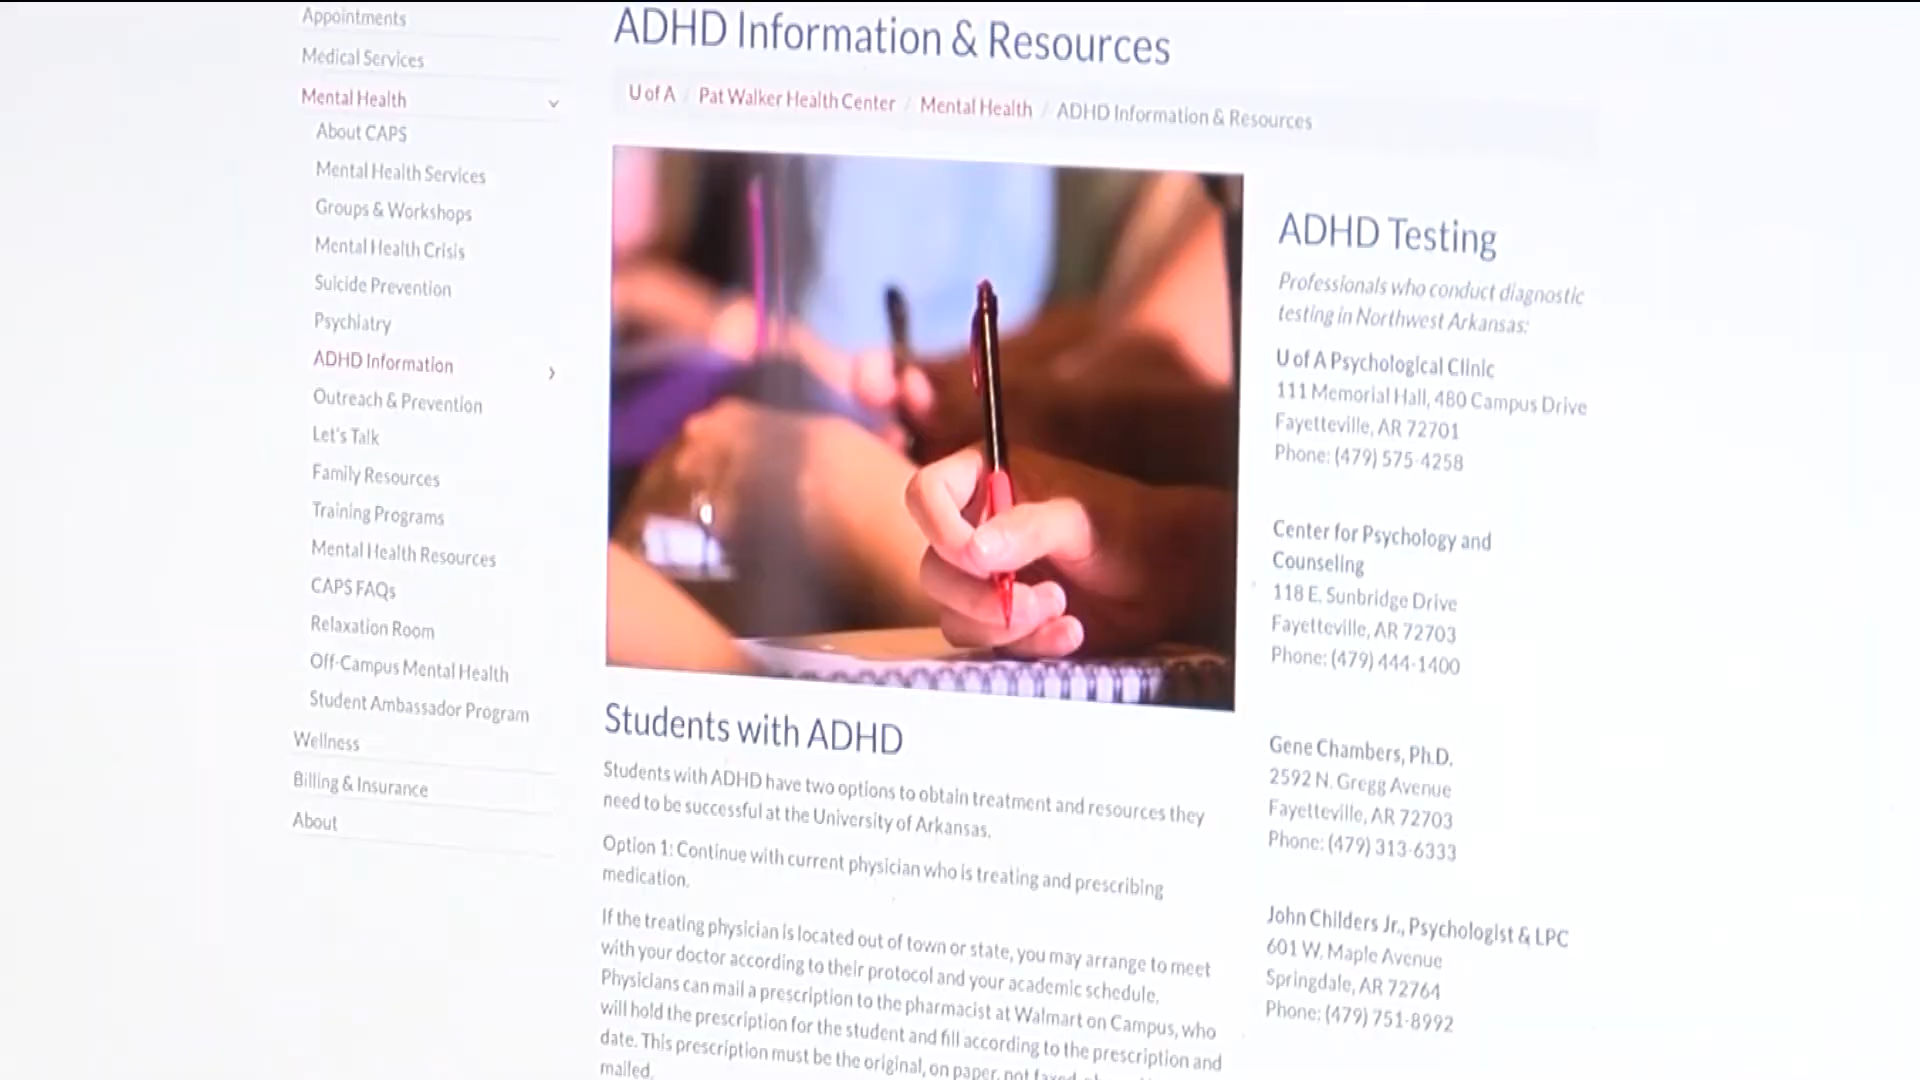 Appointments
Medical Services
Mental Health
About CAPS
Mental Health Services
Groups & Workshops
Mental Health Crisis
Suicide Prevention
Psychiatry
ADHD Information
Outreach & Prevention
Let's Talk
Family Resources
Training Programs
Mental Health Resources
CAPS FAQs
Relaxation Room
Off-Campus Mental Health
Student Ambassador Program
Wellness
Billing & Insurance
About
ADHD Information & Resources
U of A / Pat Walker Health Center / Mental Health / ADHD Information & Resources
Students with ADHD
Students with ADHD have two options to obtain treatment and resources they
need to be successful at the University of Arkansas.
Option 1: Continue with current physician who is treating and prescribing
medication.
If the treating physician is located out of town or state, you may arrange to meet
with your doctor according to their protocol and your academic schedule.
Physicians can mail a prescription to the pharmacist at Walmart on Campus, who
will hold the prescription for the student and fill according to the prescription and
date. This prescription must be the original, on paper, not faxed,
mailed.
ADHD Testing
Professionals who conduct diagnostic
testing in Northwest Arkansas:
U of A Psychological Clinic
111 Memorial Hall, 480 Campus Drive
Fayetteville, AR 72701
Phone: (479) 575-4258
Center for Psychology and
Counseling
118 E. Sunbridge Drive
Fayetteville, AR 72703
Phone: (479) 444-1400
Gene Chambers, Ph.D.
2592 N. Gregg Avenue
Fayetteville, AR 72703
Phone: (479) 313-6333
John Childers Jr., Psychologist & LPC
601 W. Maple Avenue
Springdale, AR 72764
Phone: (479) 751-8992